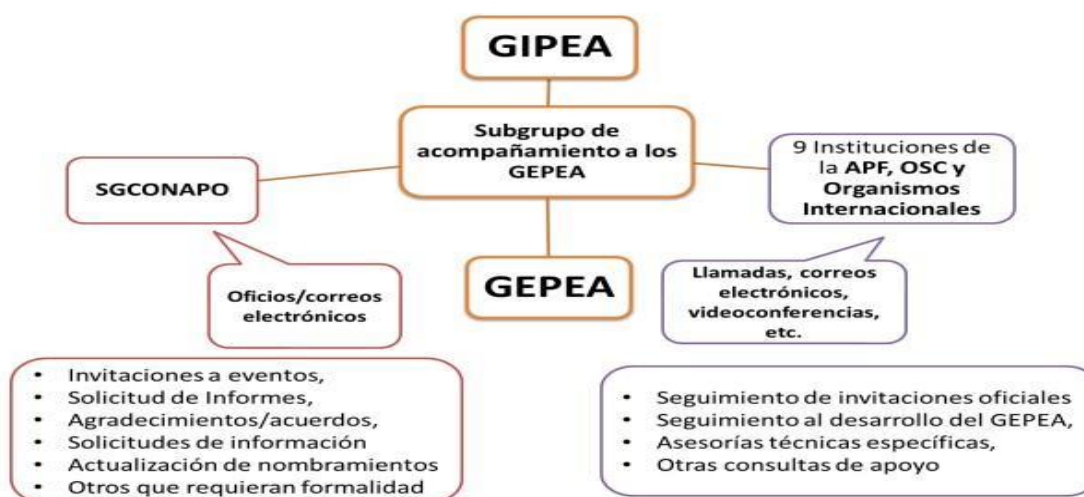 GIPEA
Subgrupo de
acompañamiento a los
GEPEA
SGCONAPO
9 Instituciones de
la APF, OSC y
Organismos
Internacionales
GEPEA
Oficios/correos
electrónicos
Llamadas, correos
electrónicos,
videoconferencias,
etc.
• Invitaciones a eventos,
• Solicitud de Informes,
• Agradecimientos/acuerdos,
• Solicitudes de información
• Actualización de nombramientos
• Otros que requieran formalidad
• Seguimiento de invitaciones oficiales
• Seguimiento al desarrollo del GEPEA,
• Asesorías técnicas específicas,
• Otras consultas de apoyo